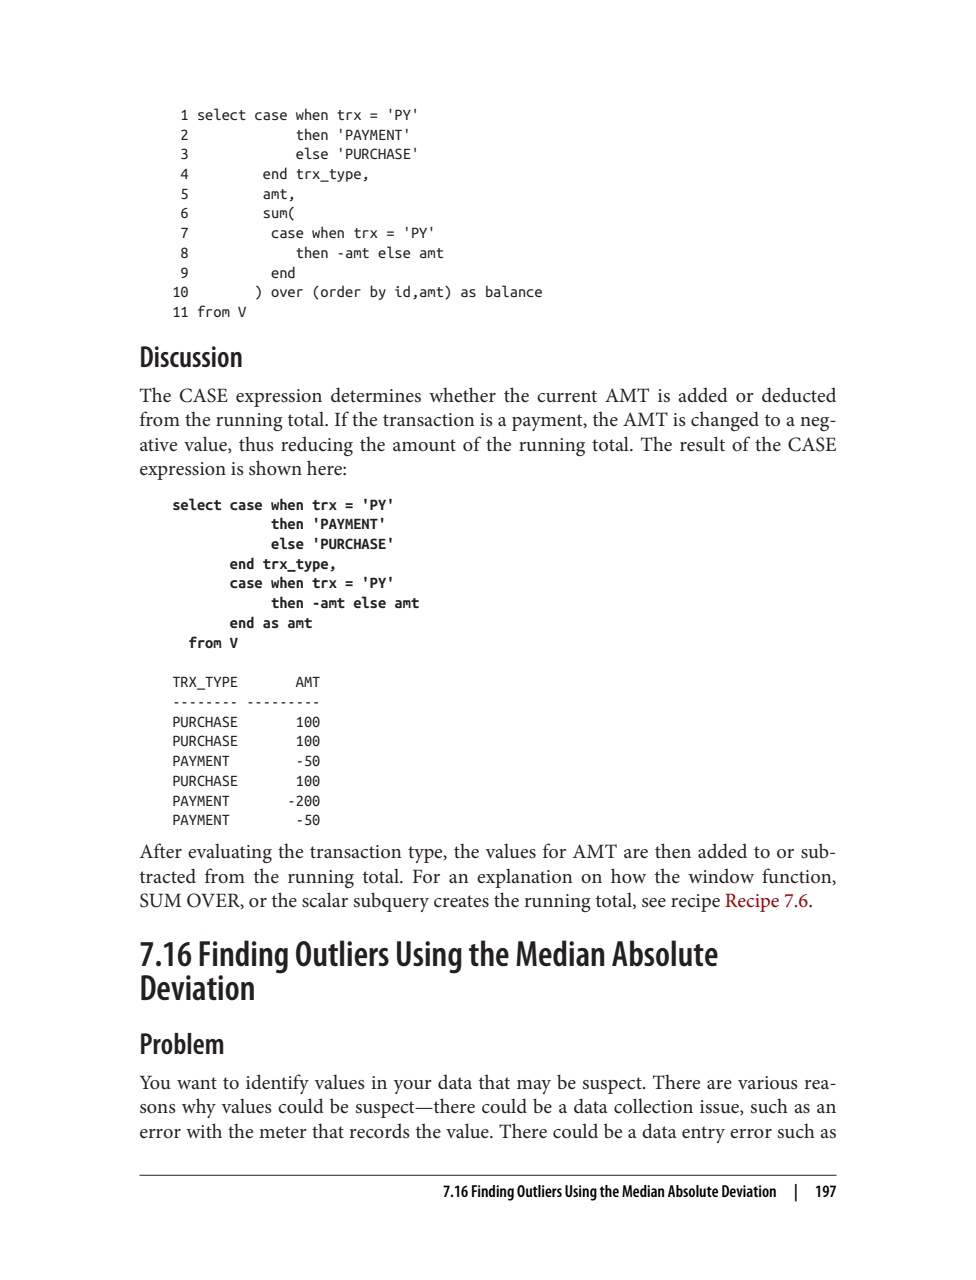 1 select case when trx = 'PY'
2             then 'PAYMENT'
3             else 'PURCHASE'
4         end trx_type,
5         amt,
6         sum(
7          case when trx = 'PY'
8             then -amt else amt
9          end
10        ) over (order by id,amt) as balance
11 from V
Discussion
The CASE expression determines whether the current AMT is added or deducted
from the running total. If the transaction is a payment, the AMT is changed to a neg-
ative value, thus reducing the amount of the running total. The result of the CASE
expression is shown here:
select case when trx = 'PY'
            then 'PAYMENT'
            else 'PURCHASE'
       end trx_type,
       case when trx = 'PY'
            then -amt else amt
       end as amt
  from V
TRX_TYPE       AMT
-------- ---------
PURCHASE       100
PURCHASE       100
PAYMENT        -50
PURCHASE       100
PAYMENT       -200
PAYMENT        -50
After evaluating the transaction type, the values for AMT are then added to or sub-
tracted from the running total. For an explanation on how the window function,
SUM OVER, or the scalar subquery creates the running total, see recipe Recipe 7.6.
7.16 Finding Outliers Using the Median Absolute
Deviation
Problem
You want to identify values in your data that may be suspect. There are various rea-
sons why values could be suspect—there could be a data collection issue, such as an
error with the meter that records the value. There could be a data entry error such as
7.16 Finding Outliers Using the Median Absolute Deviation | 197